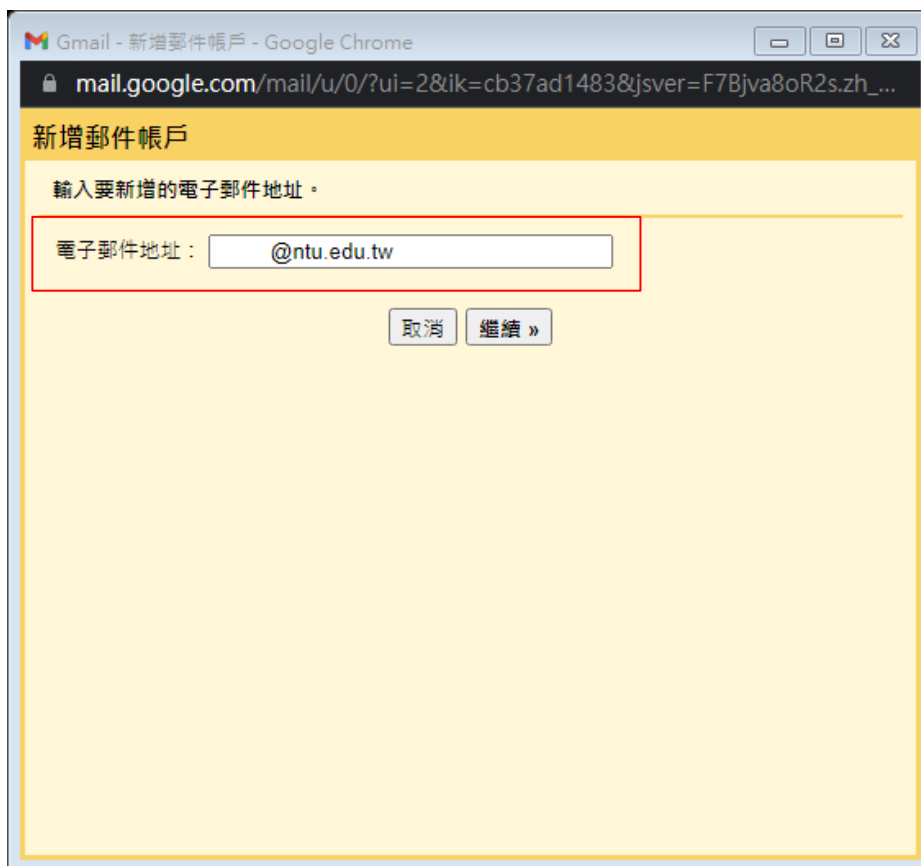 Gmail - 新增郵件帳戶 - Google Chrome
mail.google.com/mail/u/0/?ui=2&ik=cb37ad1483&jsver=F7Bjva8oR2s.zh_...
新增郵件帳戶
輸入要新增的電子郵件地址。
電子郵件地址： @ntu.edu.tw
取消 繼續 »